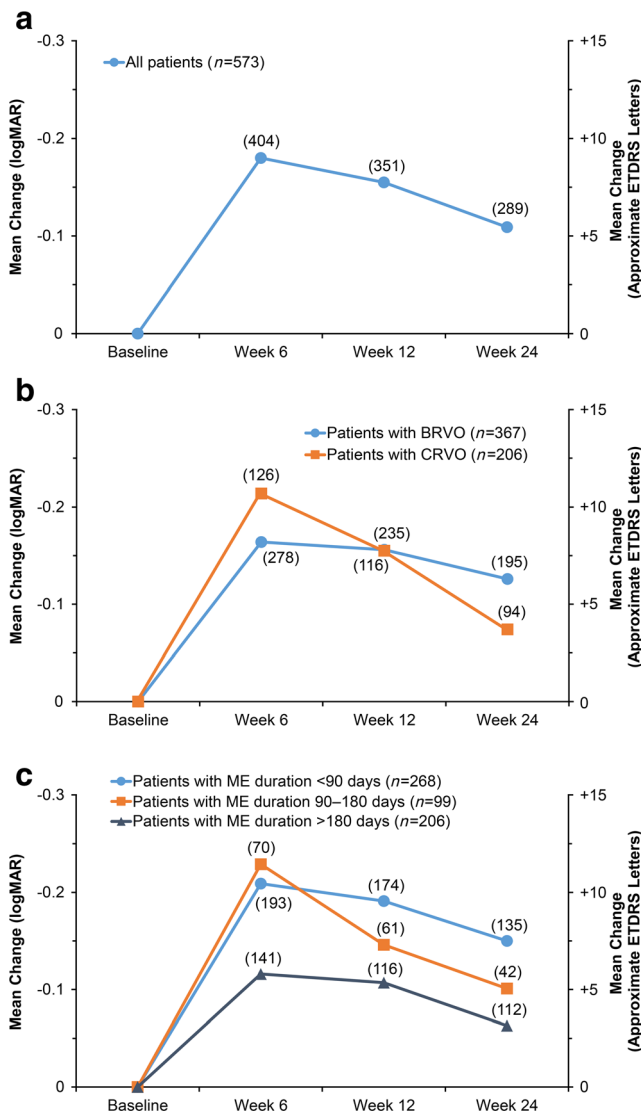 a
All patients (n=573)
Mean Change (logMAR)
-0.3
-0.2
-0.1
0
(404)
(351)
(289)
+15
+10
+5
0
Mean Change
(Approximate ETDRS Letters)
Baseline
Week 6
Week 12
Week 24
b
Patients with BRVO (n=367)
Patients with CRVO (n=206)
Mean Change (logMAR)
-0.3
-0.2
-0.1
0
(126)
(278)
(235)
(116)
(195)
(94)
+15
+10
+5
0
Mean Change
(Approximate ETDRS Letters)
Baseline
Week 6
Week 12
Week 24
c
Patients with ME duration <90 days (n=268)
Patients with ME duration 90–180 days (n=99)
Patients with ME duration >180 days (n=206)
Mean Change (logMAR)
-0.3
-0.2
-0.1
0
(70)
(193)
(141)
(174)
(61)
(116)
(135)
(42)
(112)
+15
+10
+5
0
Mean Change
(Approximate ETDRS Letters)
Baseline
Week 6
Week 12
Week 24